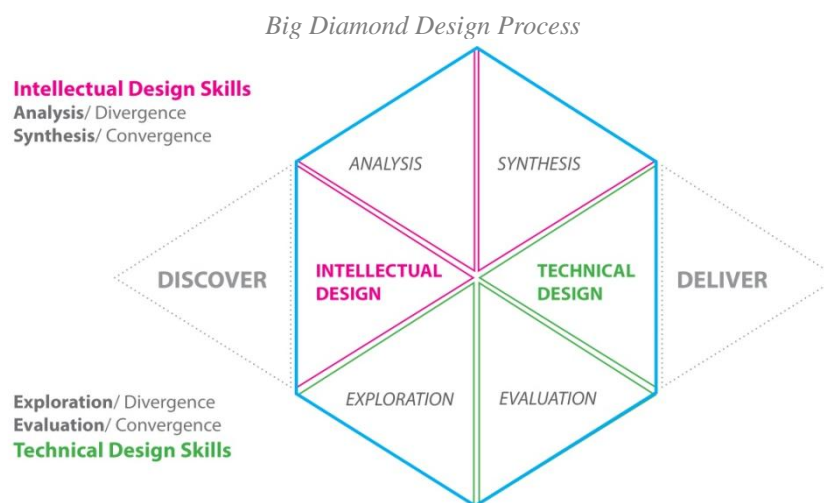 Big Diamond Design Process
Intellectual Design Skills
Analysis/ Divergence
Synthesis/ Convergence
ANALYSIS
SYNTHESIS
DISCOVER
INTELLECTUAL
DESIGN
TECHNICAL
DESIGN
DELIVER
EXPLORATION
EVALUATION
Exploration/ Divergence
Evaluation/ Convergence
Technical Design Skills